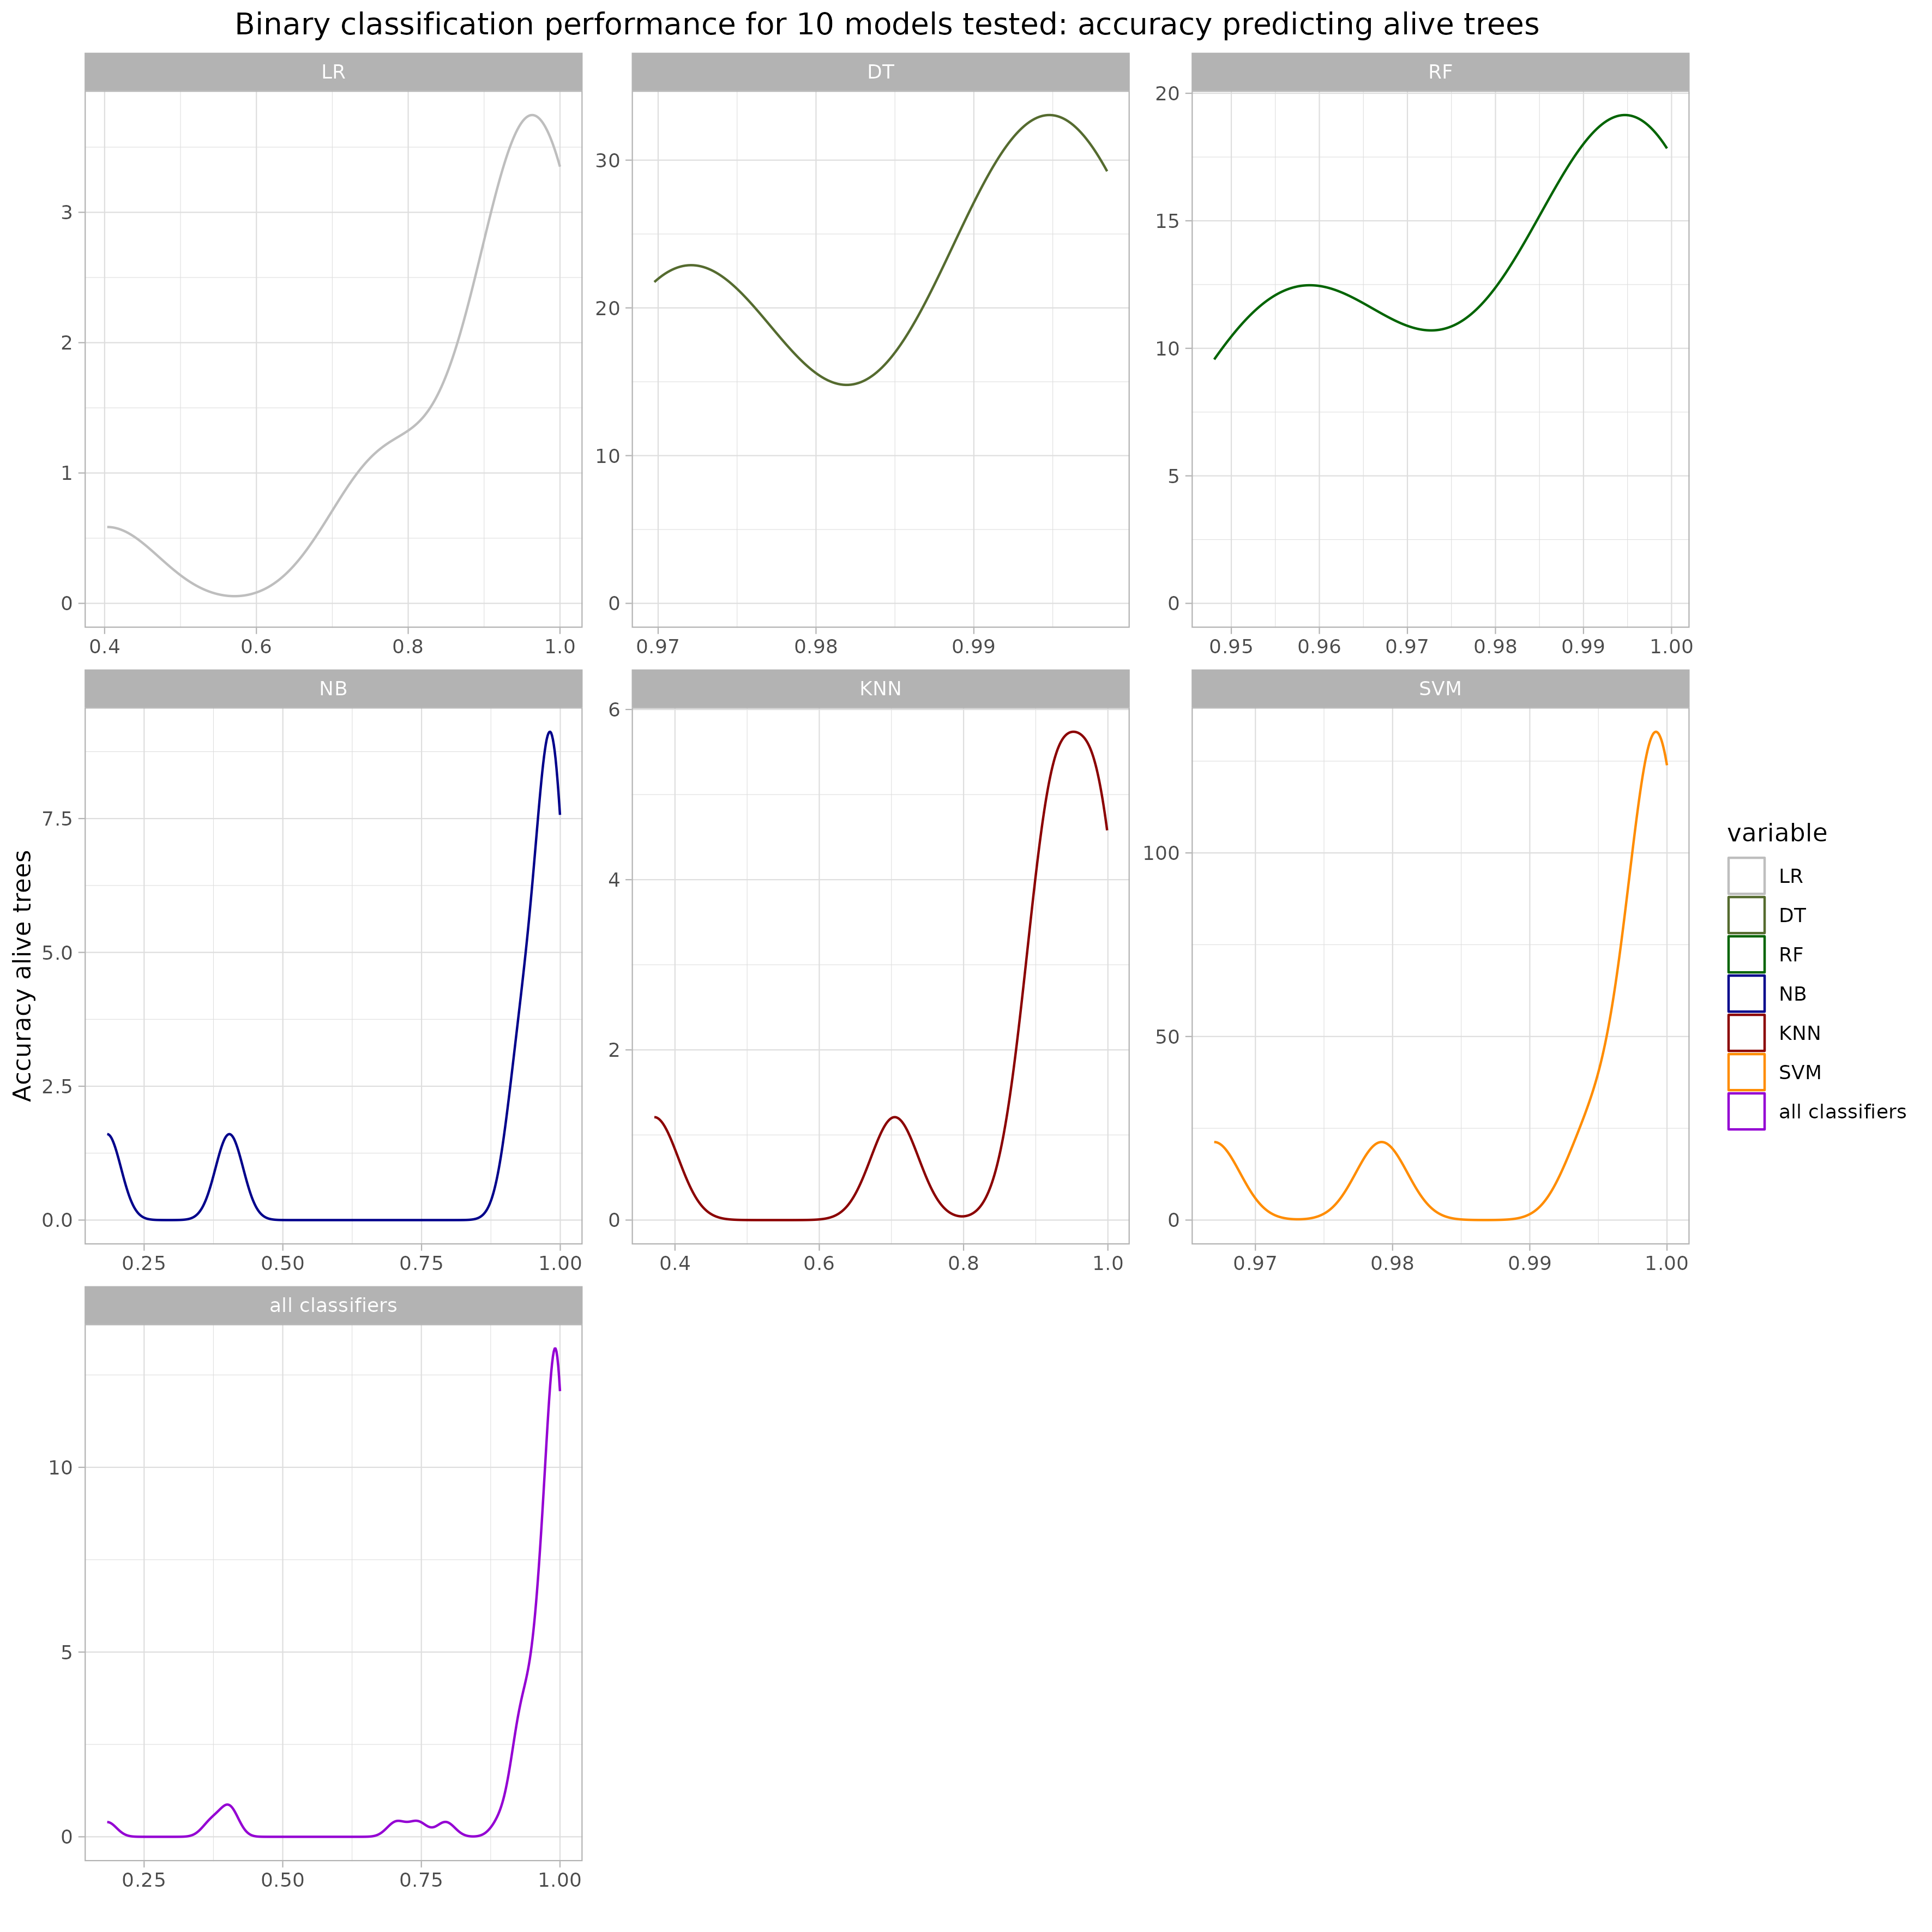 Binary classification performance for 10 models tested: accuracy predicting alive trees
LR
DT
RF
3
2
1
0
0.4 0.6 0.8 1.0
30
20
10
0
0.97 0.98 0.99
20
15
10
5
0
0.95 0.96 0.97 0.98 0.99 1.00
NB
KNN
SVM
Accuracy alive trees
7.5
5.0
2.5
0.0
0.25 0.50 0.75 1.00
6
4
2
0
0.4 0.6 0.8 1.0
100
50
0
0.97 0.98 0.99 1.00
all classifiers
10
5
0
0.25 0.50 0.75 1.00
variable
LR
DT
RF
NB
KNN
SVM
all classifiers